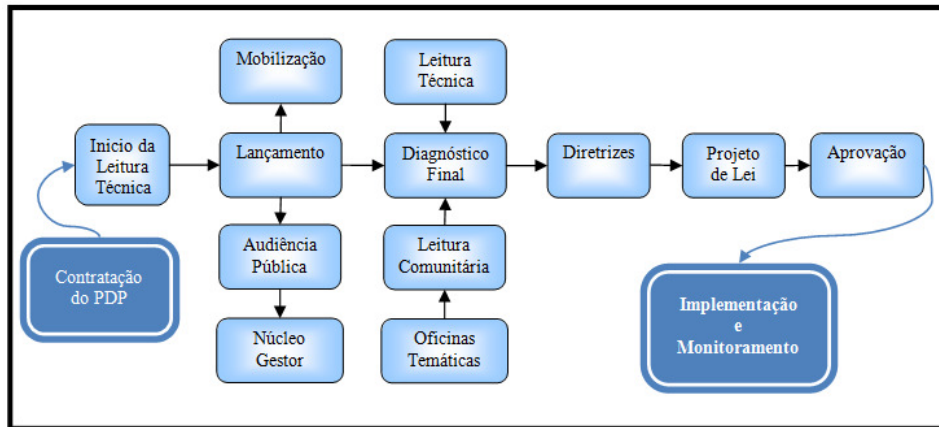 Mobilização
Leitura
Técnica
Inicio da
Leitura
Técnica
Lançamento
Diagnóstico
Final
Diretrizes
Projeto
de Lei
Aprovação
Contratação
do PDP
Audiência
Pública
Leitura
Comunitária
Implementação
e
Monitoramento
Núcleo
Gestor
Oficinas
Temáticas